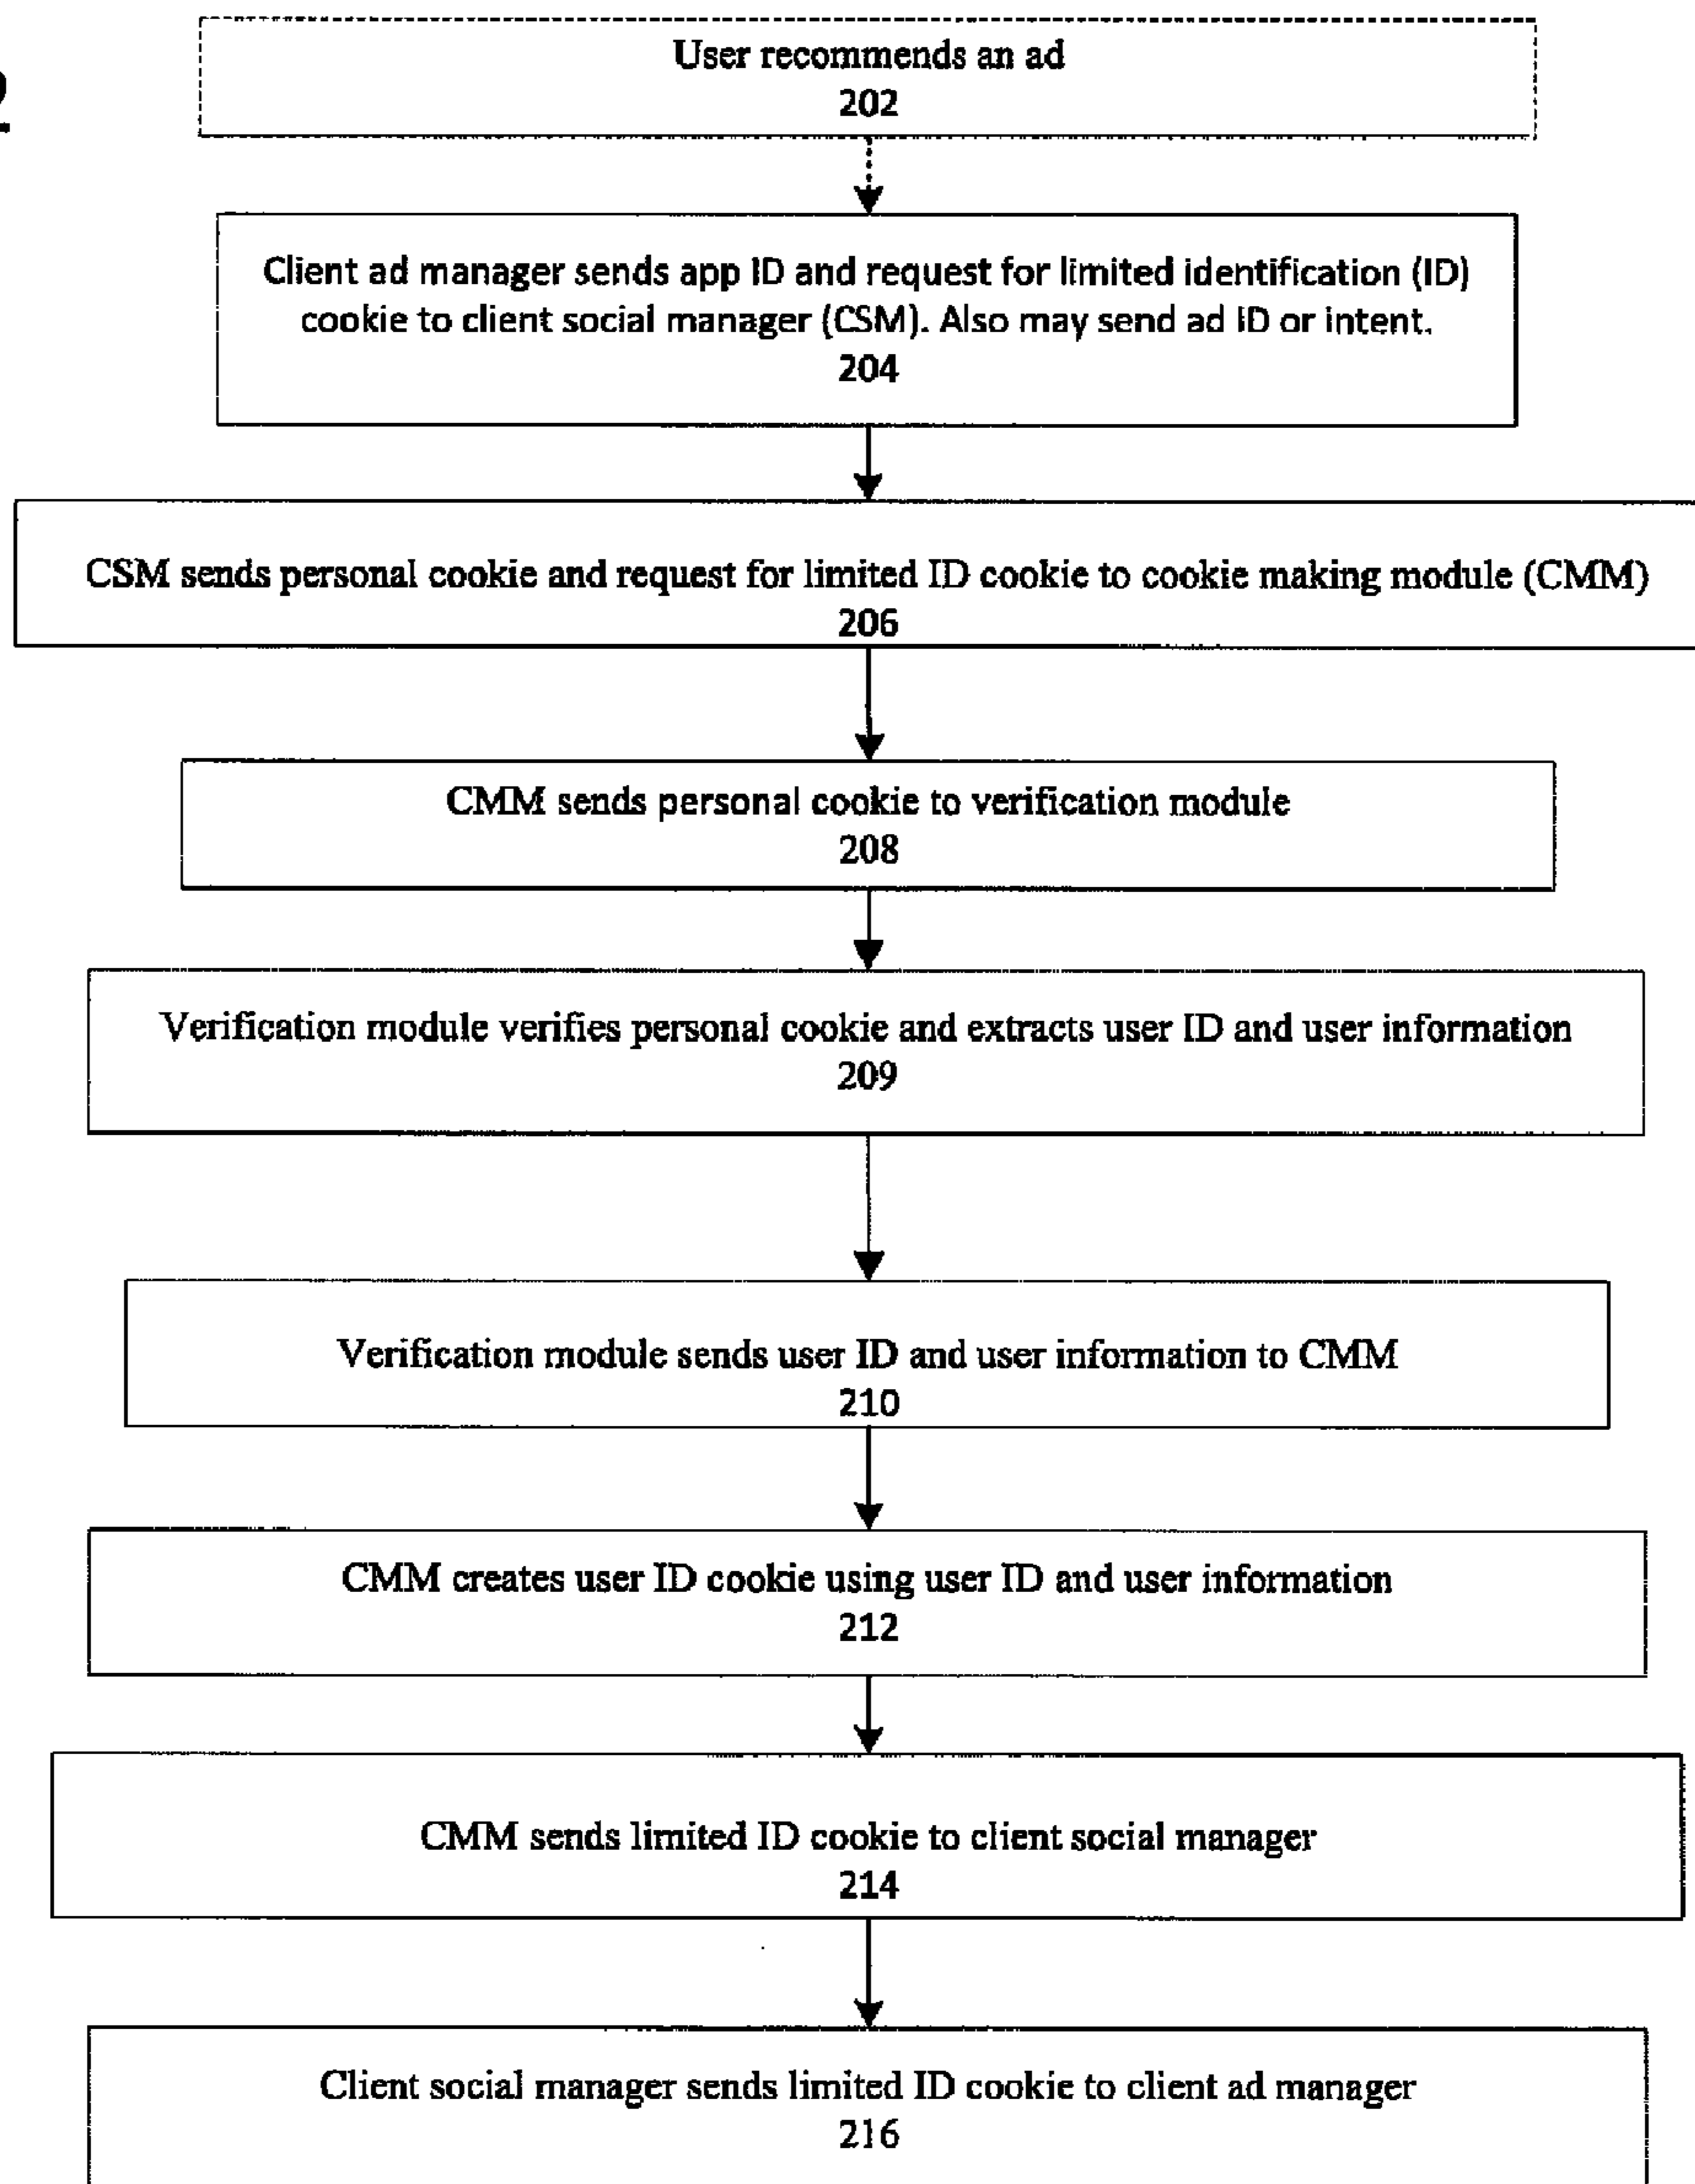 User recommends an ad
202
Client ad manager sends app ID and request for limited identification (ID)
cookie to client social manager (CSM). Also may send ad ID or intent.
204
CSM sends personal cookie and request for limited ID cookie to cookie making module (CMM)
206
CMM sends personal cookie to verification module
208
Verification module verifies personal cookie and extracts user ID and user information
209
Verification module sends user ID and user information to CMM
210
CMM creates user ID cookie using user ID and user information
212
CMM sends limited ID cookie to client social manager
214
Client social manager sends limited ID cookie to client ad manager
216